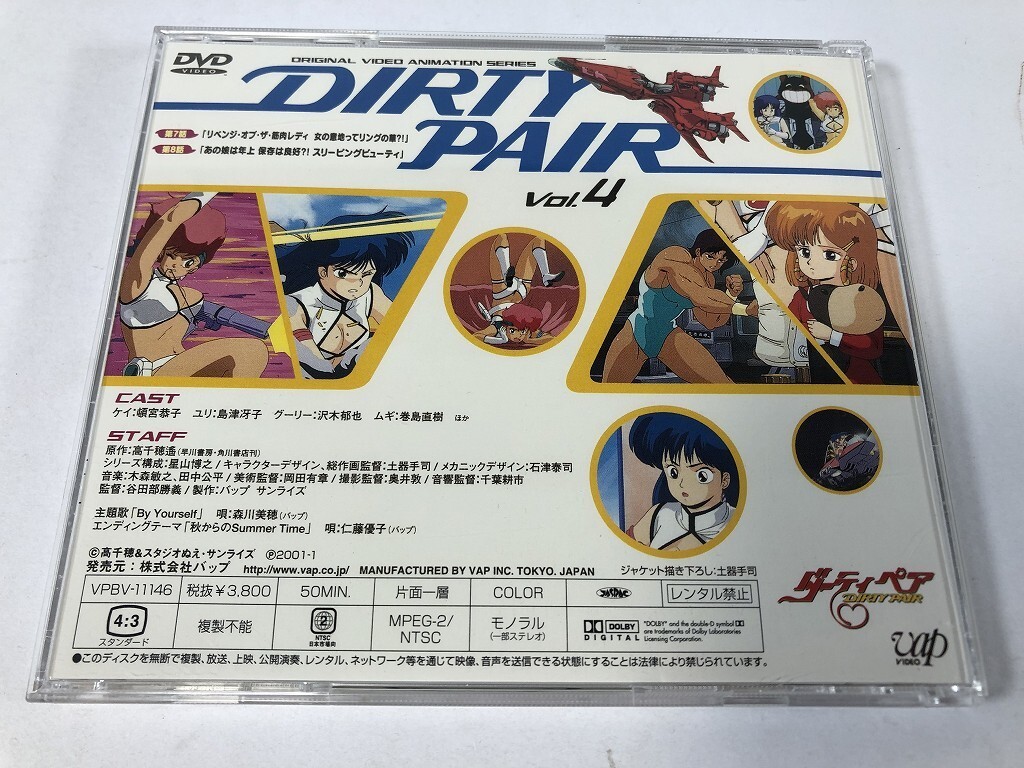 DVD
VIDEO
ORIGINAL VIDEO ANIMATION SERIES
DIRTY
PAIR
Vol.4
第7話 「リベンジ・オブ・ザ・筋肉レディ 女の意地ってリングの華?!」
第8話 「あの娘は年上 保存は良好?! スリーピングビューティ」
CAST
ケイ:頓宮恭子 ユリ:島津冴子 グーリー:沢木郁也 ムギ:巻島直樹 ほか
STAFF
原作:高千穂遙(早川書房・角川書店刊)
シリーズ構成:星山博之/キャラクターデザイン、総作画監督:土器手司/メカニックデザイン:石津泰司
音楽:木森敏之、田中公平/美術監督:岡田有章/撮影監督:奥井敦/音響監督:千葉耕市
監督:谷田部勝義/製作:バップ サンライズ
主題歌「By Yourself」 唄:森川美穂(バップ)
エンディングテーマ「秋からのSummer Time」 唄:仁藤優子(バップ)
©高千穂&スタジオぬえ・サンライズ ℗2001-1
発売元:株式会社バップ http://www.vap.co.jp/ MANUFACTURED BY VAP INC. TOKYO. JAPAN
ジャケット描き下ろし:土器手司
VPBV-11146 税抜¥3,800 50MIN. 片面一層 COLOR JASRAC レンタル禁止
4:3
スタンダード
複製不能
2
NTSC
日本市場向
MPEG-2/
NTSC
モノラル
(一部ステレオ)
DOLBY
DIGITAL
"DOLBY" and the double-d symbol
are trademarks of Dolby Laboratories
Licensing Corporation.
ダーティペア
DIRTY PAIR
vap
VIDEO
●このディスクを無断で複製、放送、上映、公開演奏、レンタル、ネットワーク等を通じて映像、音声を送信できる状態にすることは法律により禁じられています。